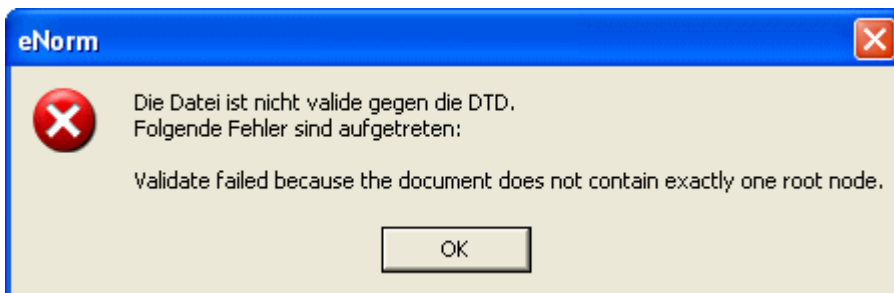 eNorm
Die Datei ist nicht valide gegen die DTD.
Folgende Fehler sind aufgetreten:
Validate failed because the document does not contain exactly one root node.
OK